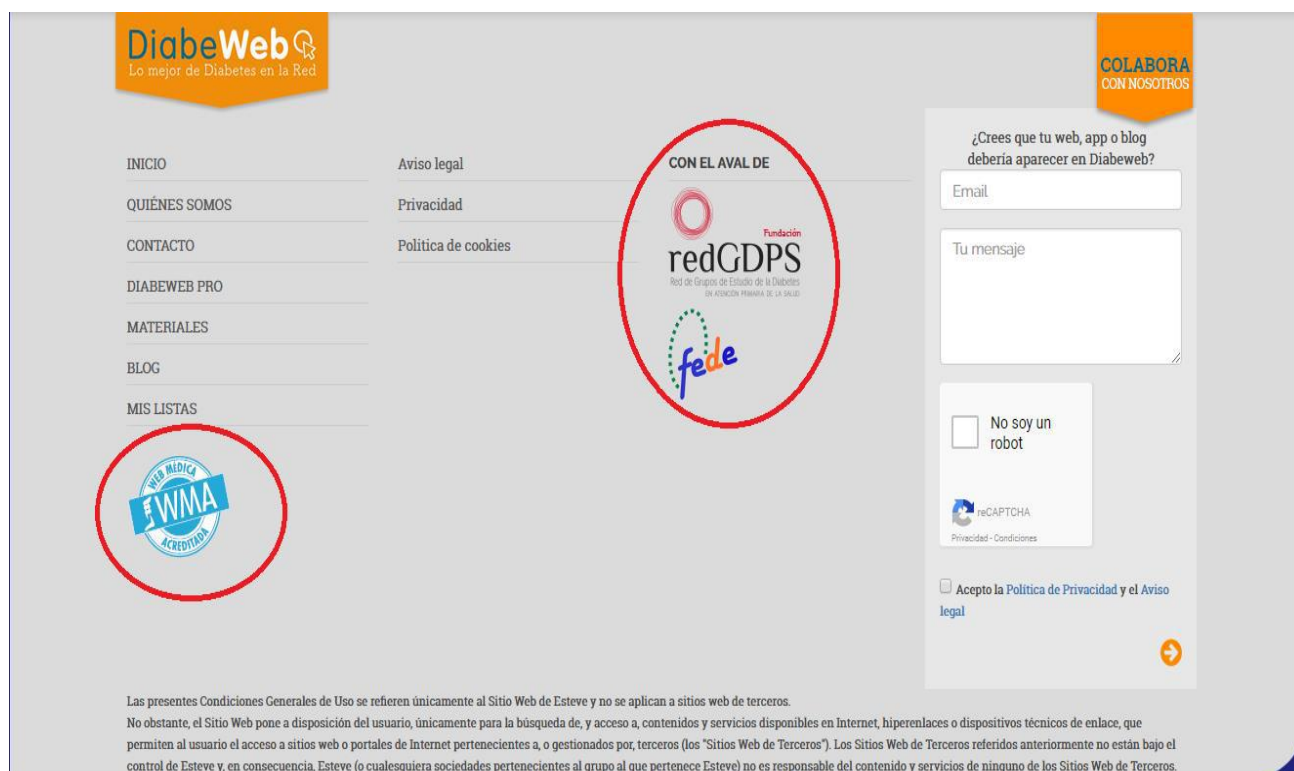 DiabeWeb
Lo mejor de Diabetes en la Red
COLABORA
CON NOSOTROS
INICIO
QUIÉNES SOMOS
CONTACTO
DIABEWEB PRO
MATERIALES
BLOG
MIS LISTAS
WEB MÉDICA
WMA
ACREDITADA
Aviso legal
Privacidad
Política de cookies
CON EL AVAL DE
Fundación
redGDPS
Red de Grupos de Estudio de la Diabetes
EN ATENCIÓN PRIMARIA DE LA SALUD
fede
¿Crees que tu web, app o blog
debería aparecer en Diabeweb?
Email
Tu mensaje
No soy un
robot
reCAPTCHA
Privacidad - Condiciones
Acepto la Política de Privacidad y el Aviso
legal
Las presentes Condiciones Generales de Uso se refieren únicamente al Sitio Web de Esteve y no se aplican a sitios web de terceros.
No obstante, el Sitio Web pone a disposición del usuario, únicamente para la búsqueda de, y acceso a, contenidos y servicios disponibles en Internet, hiperenlaces o dispositivos técnicos de enlace, que
permiten al usuario el acceso a sitios web o portales de Internet pertenecientes a, o gestionados por, terceros (los "Sitios Web de Terceros"). Los Sitios Web de Terceros referidos anteriormente no están bajo el
control de Esteve y, en consecuencia, Esteve (o cualesquiera sociedades pertenecientes al grupo al que pertenece Esteve) no es responsable del contenido y servicios de ninguno de los Sitios Web de Terceros.